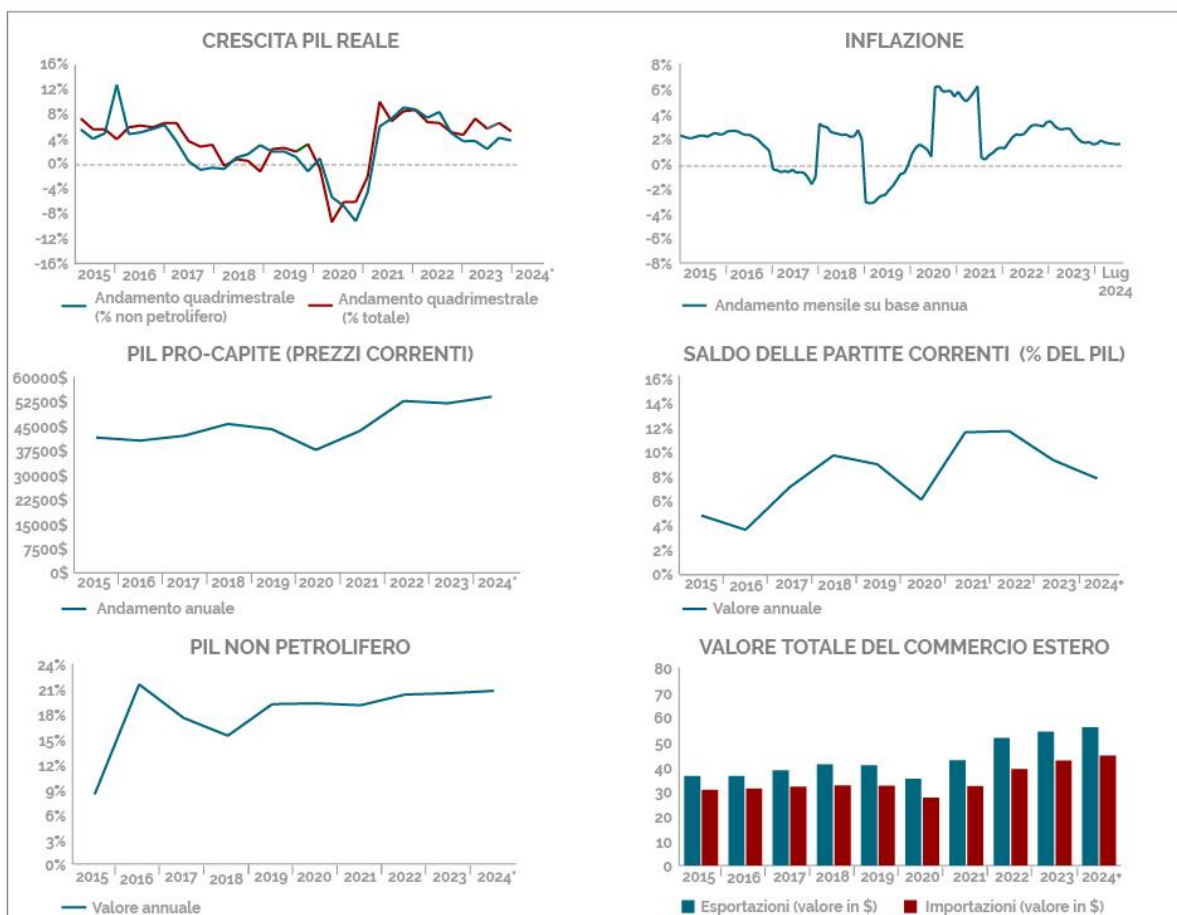 CRESCITA PIL REALE
16%
12%
8%
4%
0%
-4%
-8%
-12%
-16%
2015 2016 2017 2018 2019 2020 2021 2022 2023 2024*
Andamento quadrimestrale
(% non petrolifero)
Andamento quadrimestrale
(% totale)
INFLAZIONE
8%
6%
4%
2%
0%
-2%
-4%
-6%
-8%
2015 2016 2017 2018 2019 2020 2021 2022 2023 Lug
2024
Andamento mensile su base annua
PIL PRO-CAPITE (PREZZI CORRENTI)
60000$
52500$
45000$
37500$
30000$
22500$
15000$
7500$
0$
2015 2016 2017 2018 2019 2020 2021 2022 2023 2024*
Andamento anuale
SALDO DELLE PARTITE CORRENTI (% DEL PIL)
16%
14%
12%
10%
8%
6%
4%
2%
0%
2015 2016 2017 2018 2019 2020 2021 2022 2023 2024*
Valore annuale
PIL NON PETROLIFERO
24%
21%
18%
15%
12%
9%
6%
3%
0%
2015 2016 2017 2018 2019 2020 2021 2022 2023 2024*
Valore annuale
VALORE TOTALE DEL COMMERCIO ESTERO
80
70
60
50
40
30
20
10
0
2015 2016 2017 2018 2019 2020 2021 2022 2023 2024*
Esportazioni (valore in $) Importazioni (valore in $)